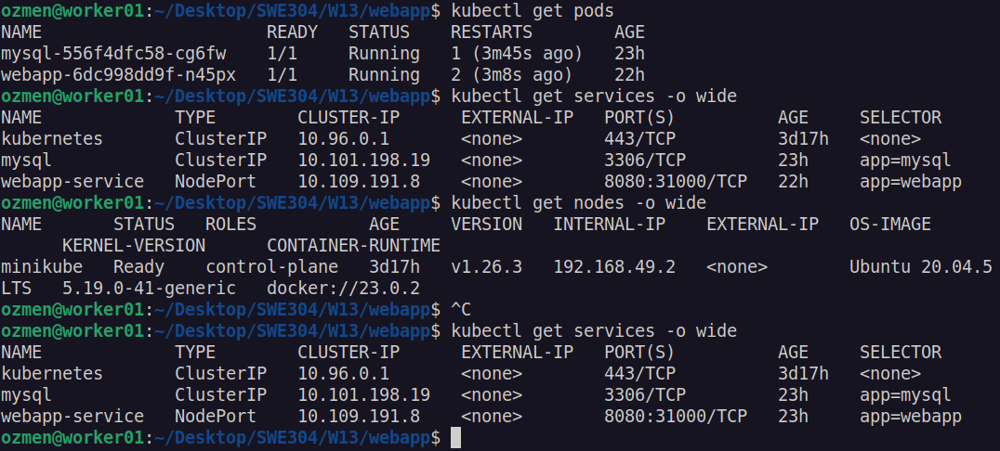 ozmen@worker01:~/Desktop/SWE304/W13/webapp$ kubectl get pods
NAME                      READY   STATUS    RESTARTS        AGE
mysql-556f4dfc58-cg6fw    1/1     Running   1 (3m45s ago)   23h
webapp-6dc998dd9f-n45px   1/1     Running   2 (3m8s ago)    22h
ozmen@worker01:~/Desktop/SWE304/W13/webapp$ kubectl get services -o wide
NAME             TYPE        CLUSTER-IP      EXTERNAL-IP   PORT(S)          AGE     SELECTOR
kubernetes       ClusterIP   10.96.0.1       <none>        443/TCP          3d17h   <none>
mysql            ClusterIP   10.101.198.19   <none>        3306/TCP         23h     app=mysql
webapp-service   NodePort    10.109.191.8    <none>        8080:31000/TCP   22h     app=webapp
ozmen@worker01:~/Desktop/SWE304/W13/webapp$ kubectl get nodes -o wide
NAME       STATUS   ROLES           AGE     VERSION   INTERNAL-IP    EXTERNAL-IP   OS-IMAGE
      KERNEL-VERSION      CONTAINER-RUNTIME
minikube   Ready    control-plane   3d17h   v1.26.3   192.168.49.2   <none>        Ubuntu 20.04.5
LTS   5.19.0-41-generic   docker://23.0.2
ozmen@worker01:~/Desktop/SWE304/W13/webapp$ ^C
ozmen@worker01:~/Desktop/SWE304/W13/webapp$ kubectl get services -o wide
NAME             TYPE        CLUSTER-IP      EXTERNAL-IP   PORT(S)          AGE     SELECTOR
kubernetes       ClusterIP   10.96.0.1       <none>        443/TCP          3d17h   <none>
mysql            ClusterIP   10.101.198.19   <none>        3306/TCP         23h     app=mysql
webapp-service   NodePort    10.109.191.8    <none>        8080:31000/TCP   23h     app=webapp
ozmen@worker01:~/Desktop/SWE304/W13/webapp$